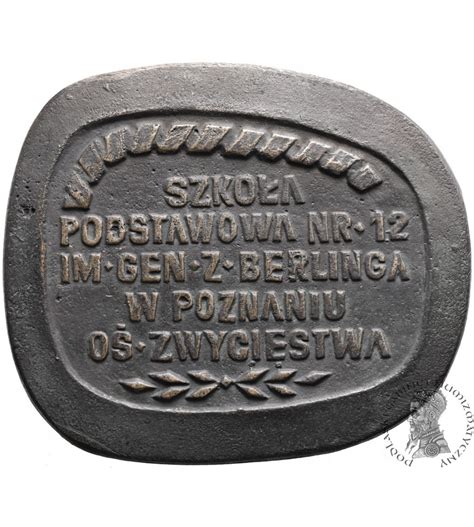 SZKOŁA
PODSTAWOWA NR·12
IM·GEN·Z·BERLINGA
W POZNANIU
OŚ·ZWYCIĘSTWA